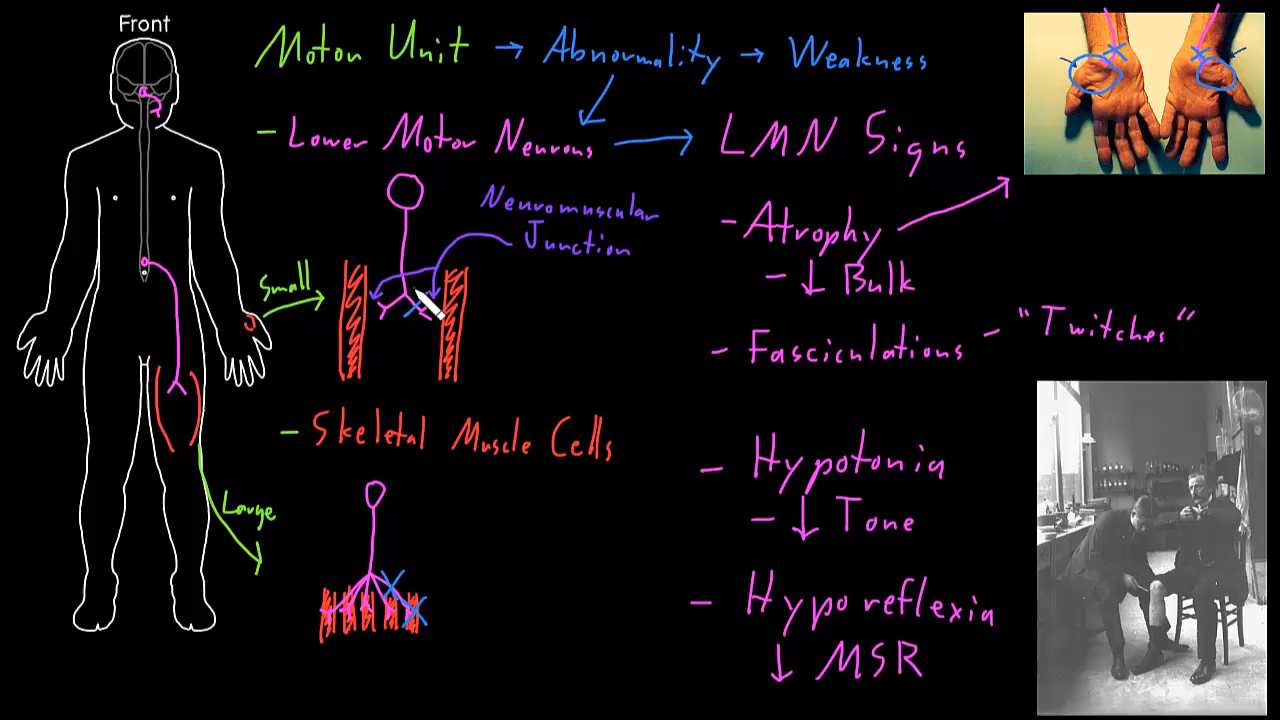 Front
Motor Unit → Abnormality → Weakness
- Lower Motor Neurons → LMN Signs
Neuromuscular
Junction
- Atrophy
- ↓ Bulk
Small
- Fasciculations - "Twitches"
- Skeletal Muscle Cells
- Hypotonia
- ↓ Tone
Large
- Hyporeflexia
↓ MSR